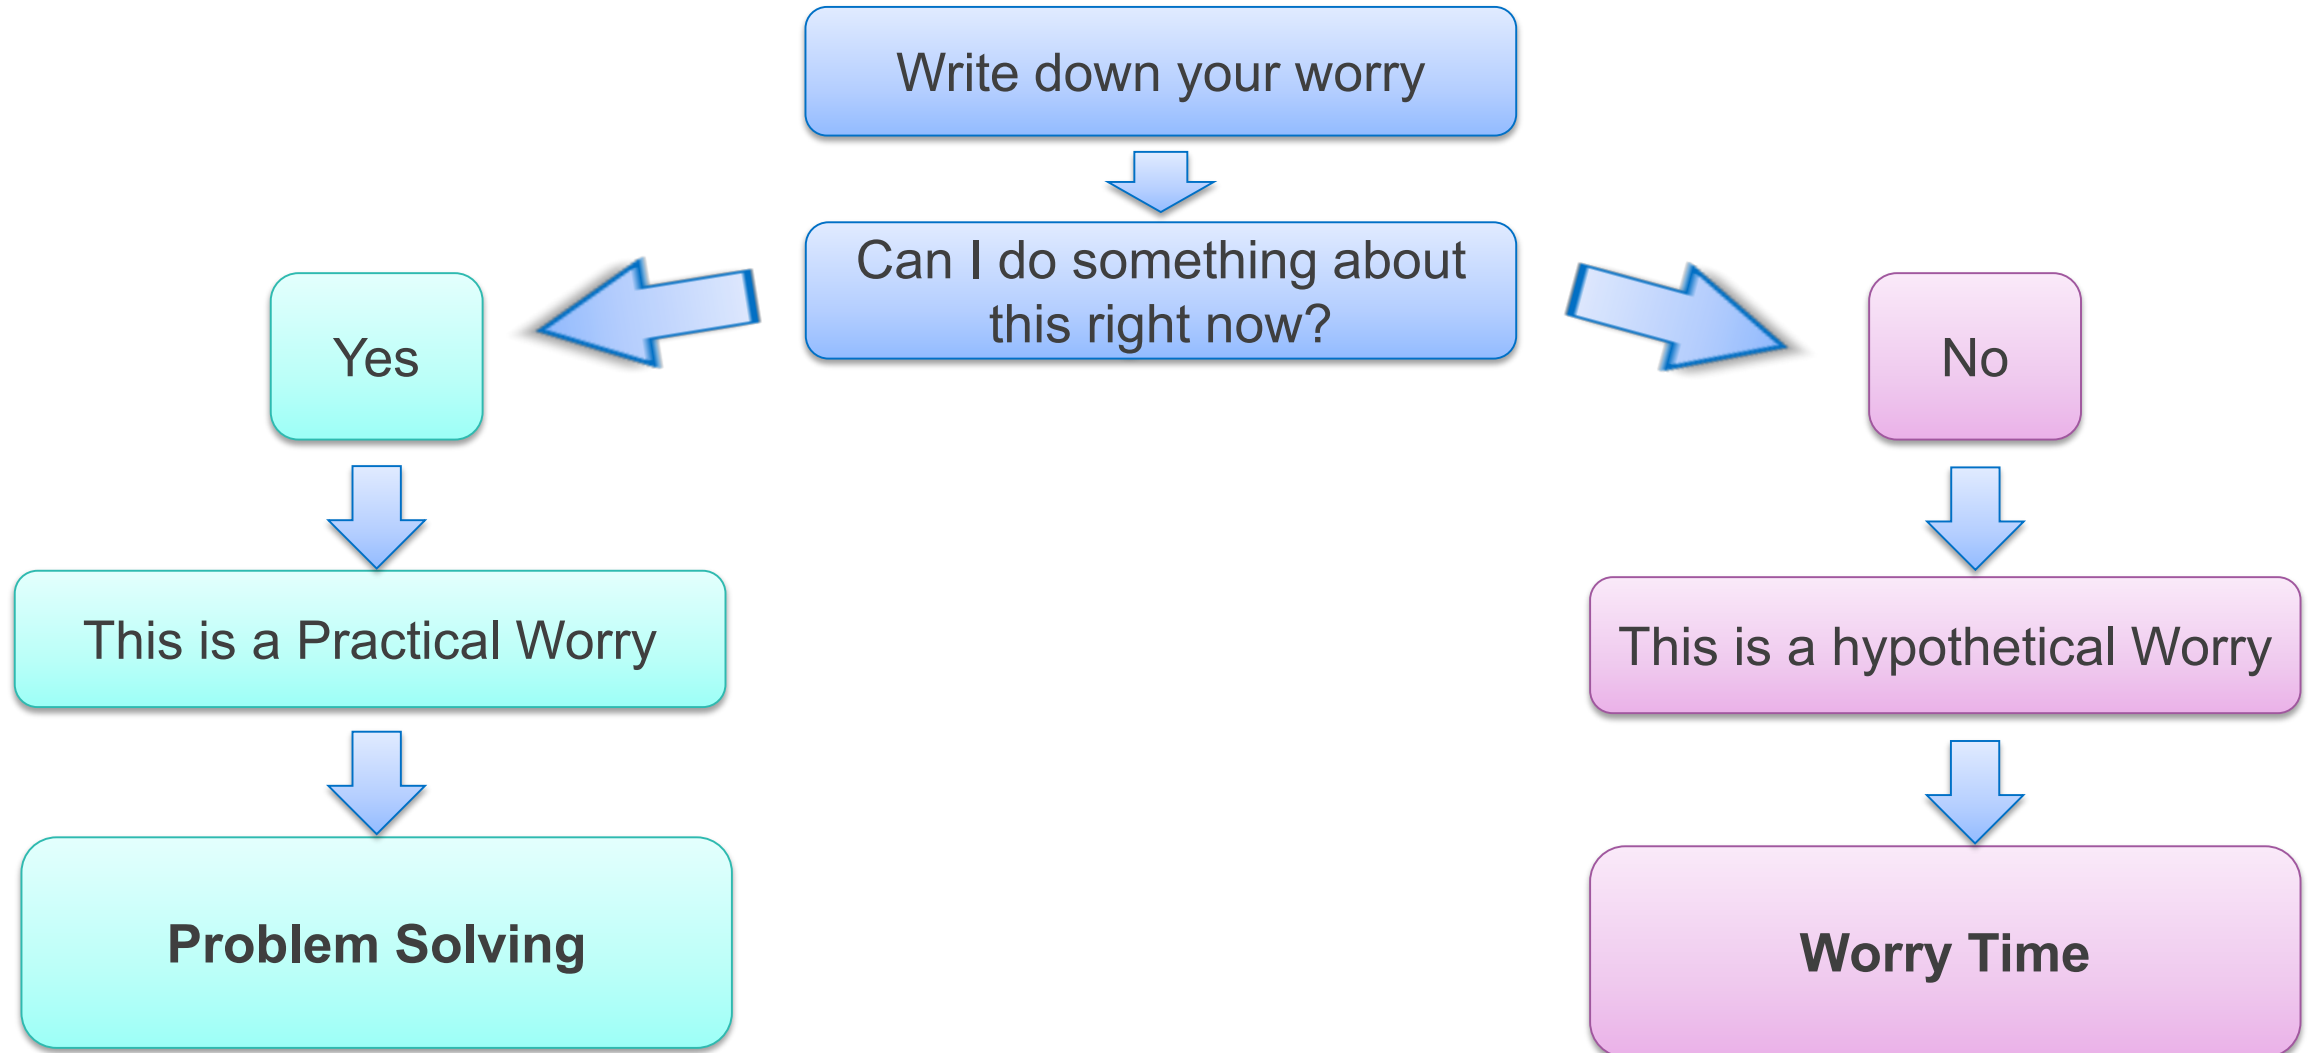 Write down your worry
Can I do something about
this right now?
Yes
No
This is a Practical Worry
This is a hypothetical Worry
Problem Solving
Worry Time